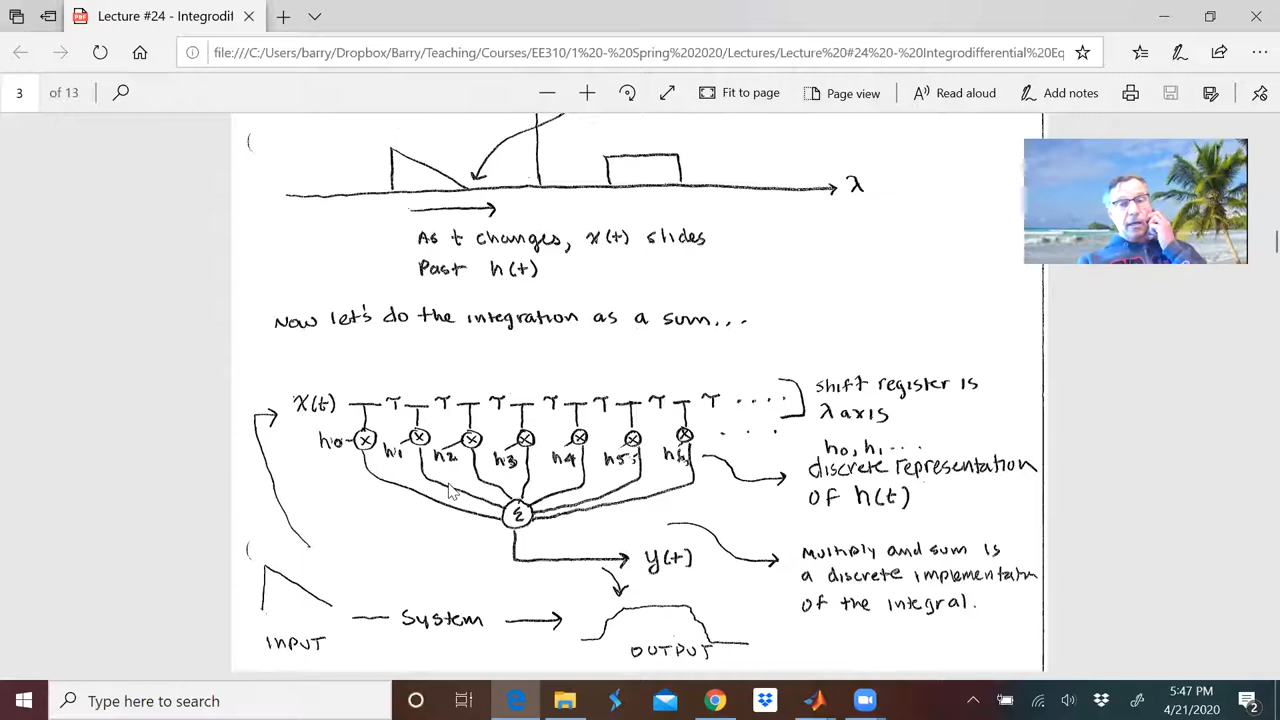 Lecture #24 - Integrodif
file:///C:/Users/barry/Dropbox/Barry/Teaching/Courses/EE310/1%20-%20Spring%202020/Lectures/Lecture%20#24%20-%20Integrodifferential%20Eq
3 of 13
Fit to page
Page view
Read aloud
Add notes
λ
As t changes, x(t) slides
Past h(t)
Now let's do the integration as a sum...
x(t) T T T T T T T ....
shift register is
λ axis
h0 h1 h2 h3 h4 h5
h0, h1 ...
discrete representation
of h(t)
Σ
y(t)
Multiply and sum is
a discrete implementatn
of the integral.
System
INPUT
OUTPUT
Type here to search
5:47 PM
4/21/2020
2